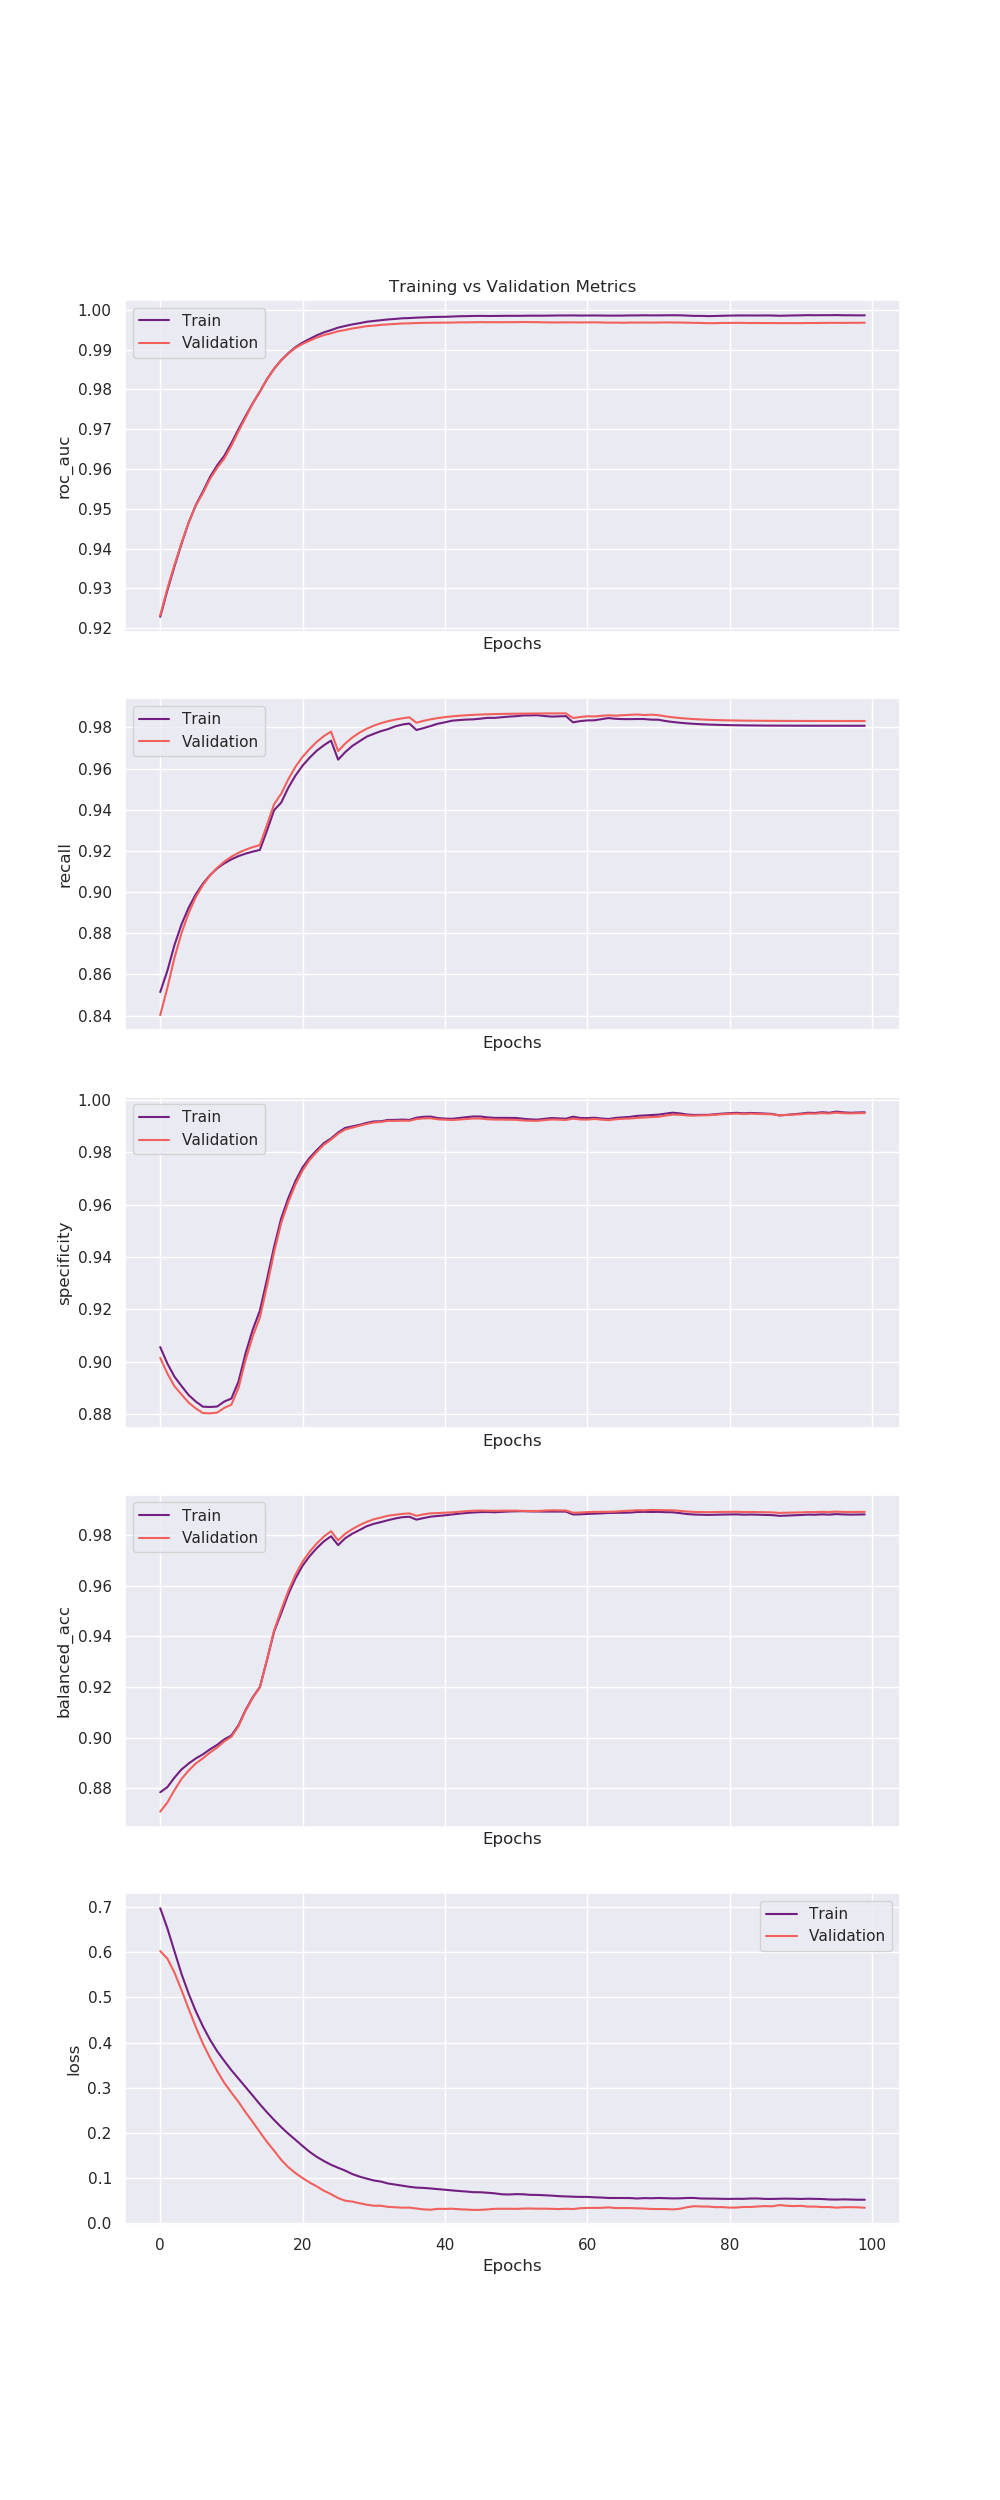 Training vs Validation Metrics
1.00
0.99
0.98
0.97
0.96
0.95
0.94
0.93
0.92
roc_auc
Train
Validation
Epochs
0.98
0.96
0.94
0.92
0.90
0.88
0.86
0.84
recall
Train
Validation
Epochs
1.00
0.98
0.96
0.94
0.92
0.90
0.88
specificity
Train
Validation
Epochs
0.98
0.96
0.94
0.92
0.90
0.88
balanced_acc
Train
Validation
Epochs
0.7
0.6
0.5
0.4
0.3
0.2
0.1
0.0
loss
Train
Validation
0 20 40 60 80 100
Epochs